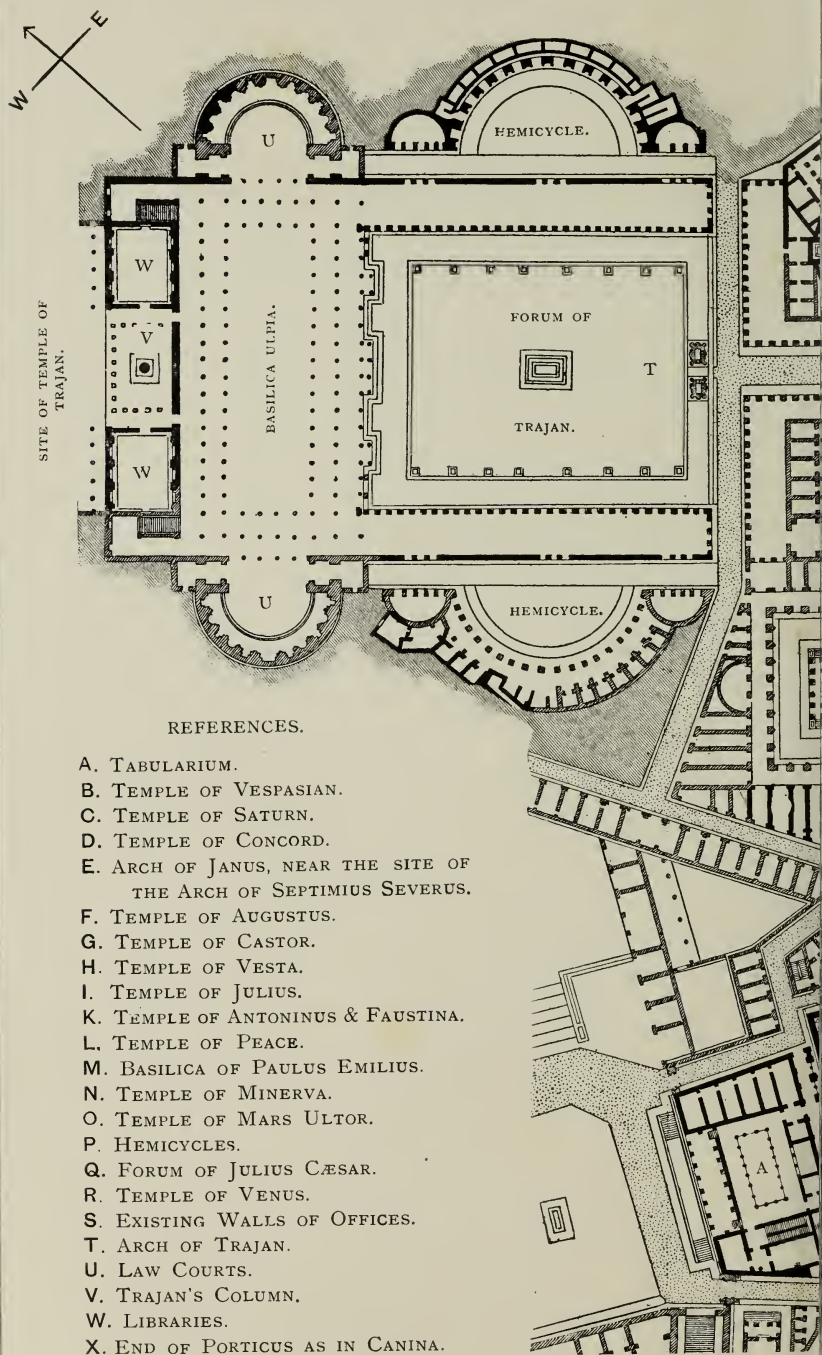 E
W
U
HEMICYCLE.
W
V
SITE OF TEMPLE OF
TRAJAN.
BASILICA ULPIA.
FORUM OF
T
TRAJAN.
W
U
HEMICYCLE.
REFERENCES.
A. TABULARIUM.
B. TEMPLE OF VESPASIAN.
C. TEMPLE OF SATURN.
D. TEMPLE OF CONCORD.
E. ARCH OF JANUS, NEAR THE SITE OF
THE ARCH OF SEPTIMIUS SEVERUS.
F. TEMPLE OF AUGUSTUS.
G. TEMPLE OF CASTOR.
H. TEMPLE OF VESTA.
I. TEMPLE OF JULIUS.
K. TEMPLE OF ANTONINUS & FAUSTINA.
L. TEMPLE OF PEACE.
M. BASILICA OF PAULUS EMILIUS.
N. TEMPLE OF MINERVA.
O. TEMPLE OF MARS ULTOR.
P. HEMICYCLES.
Q. FORUM OF JULIUS CÆSAR.
R. TEMPLE OF VENUS.
S. EXISTING WALLS OF OFFICES.
T. ARCH OF TRAJAN.
U. LAW COURTS.
V. TRAJAN'S COLUMN.
W. LIBRARIES.
X. END OF PORTICUS AS IN CANINA.
A